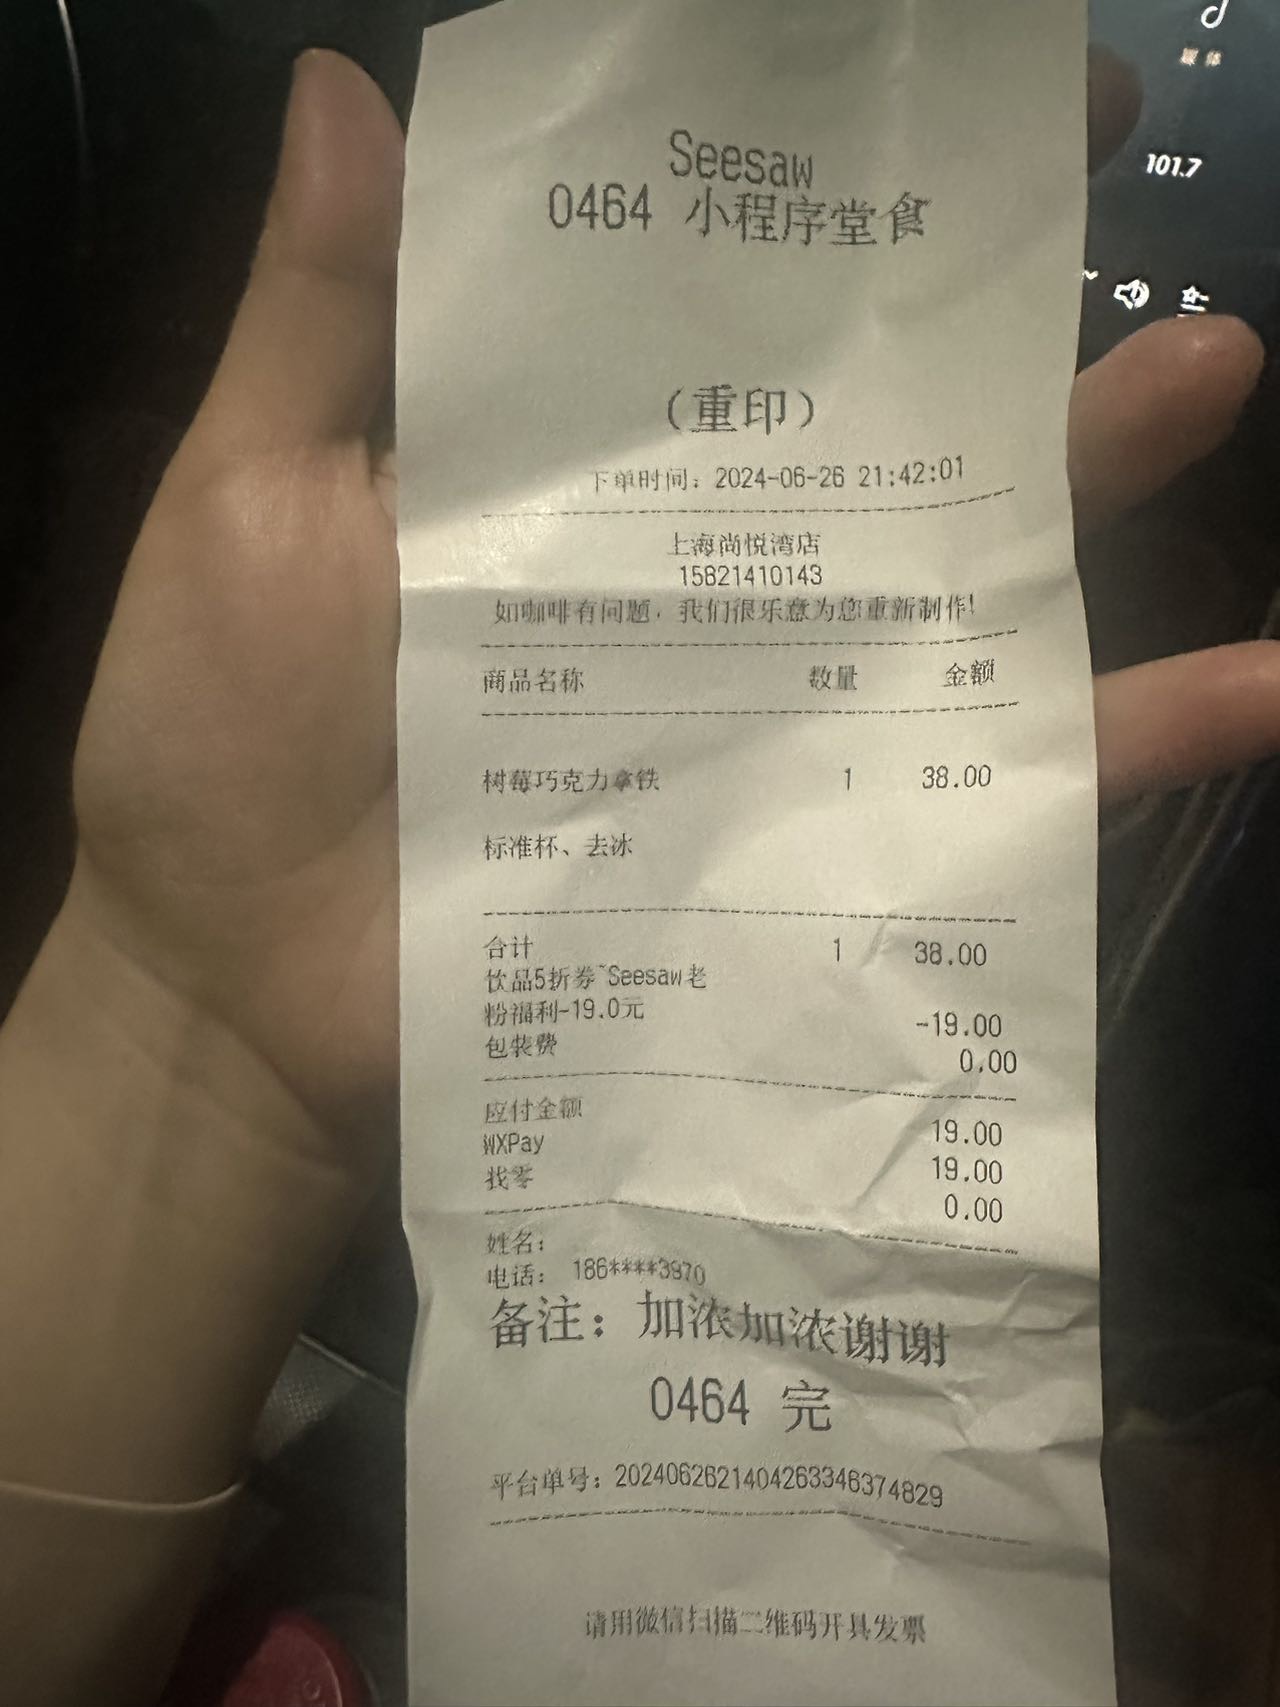 媒体
101.7
Seesaw
0464 小程序堂食
(重印)
下单时间: 2024-06-26 21:42:01
上海尚悦湾店
15821410143
如咖啡有问题，我们很乐意为您重新制作!
商品名称 数量 金额
树莓巧克力拿铁 1 38.00
标准杯、去冰
合计 1 38.00
饮品5折券~Seesaw老
粉福利-19.0元 -19.00
包装费 0.00
应付金额 19.00
WXPay 19.00
找零 0.00
姓名:
电话: 186****3970
备注: 加浓加浓谢谢
0464 完
平台单号: 2024062621404263346374829
请用微信扫描二维码开具发票